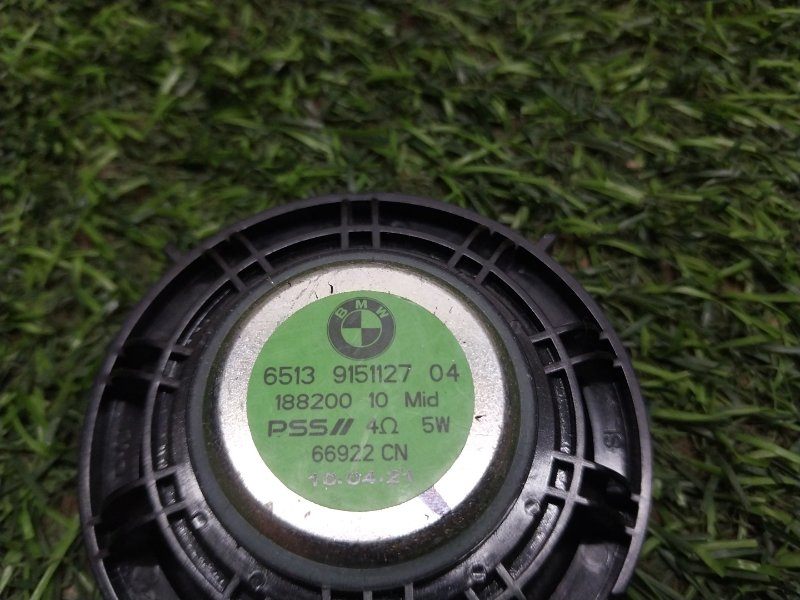 BMW
6513 9151127 04
188200 10 Mid
PSS// 4Ω 5W
66922 CN
10.04.21